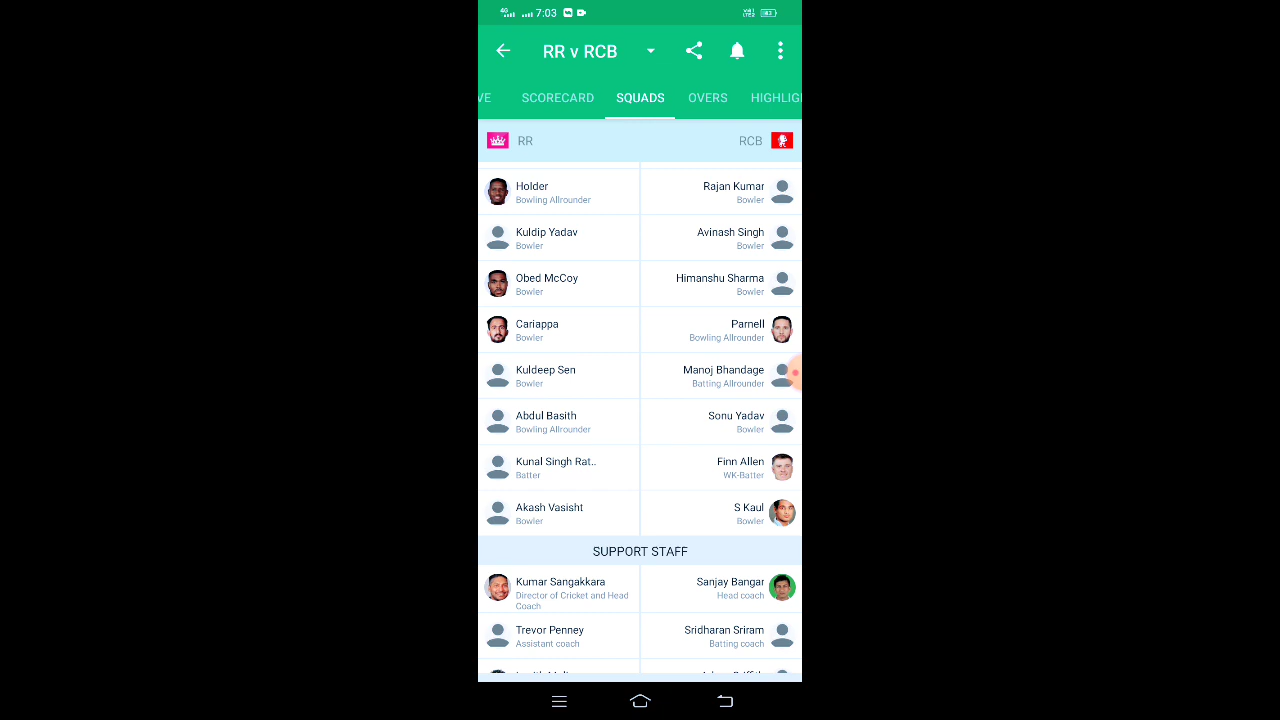 4G 7:03
RR v RCB
VE SCORECARD SQUADS OVERS HIGHLIG
RR RCB
Holder Rajan Kumar
Bowling Allrounder Bowler
Kuldip Yadav Avinash Singh
Bowler Bowler
Obed McCoy Himanshu Sharma
Bowler Bowler
Cariappa Parnell
Bowler Bowling Allrounder
Kuldeep Sen Manoj Bhandage
Bowler Batting Allrounder
Abdul Basith Sonu Yadav
Bowling Allrounder Bowler
Kunal Singh Rat.. Finn Allen
Batter WK-Batter
Akash Vasisht S Kaul
Bowler Bowler
SUPPORT STAFF
Kumar Sangakkara Sanjay Bangar
Director of Cricket and Head Head coach
Coach
Trevor Penney Sridharan Sriram
Assistant coach Batting coach